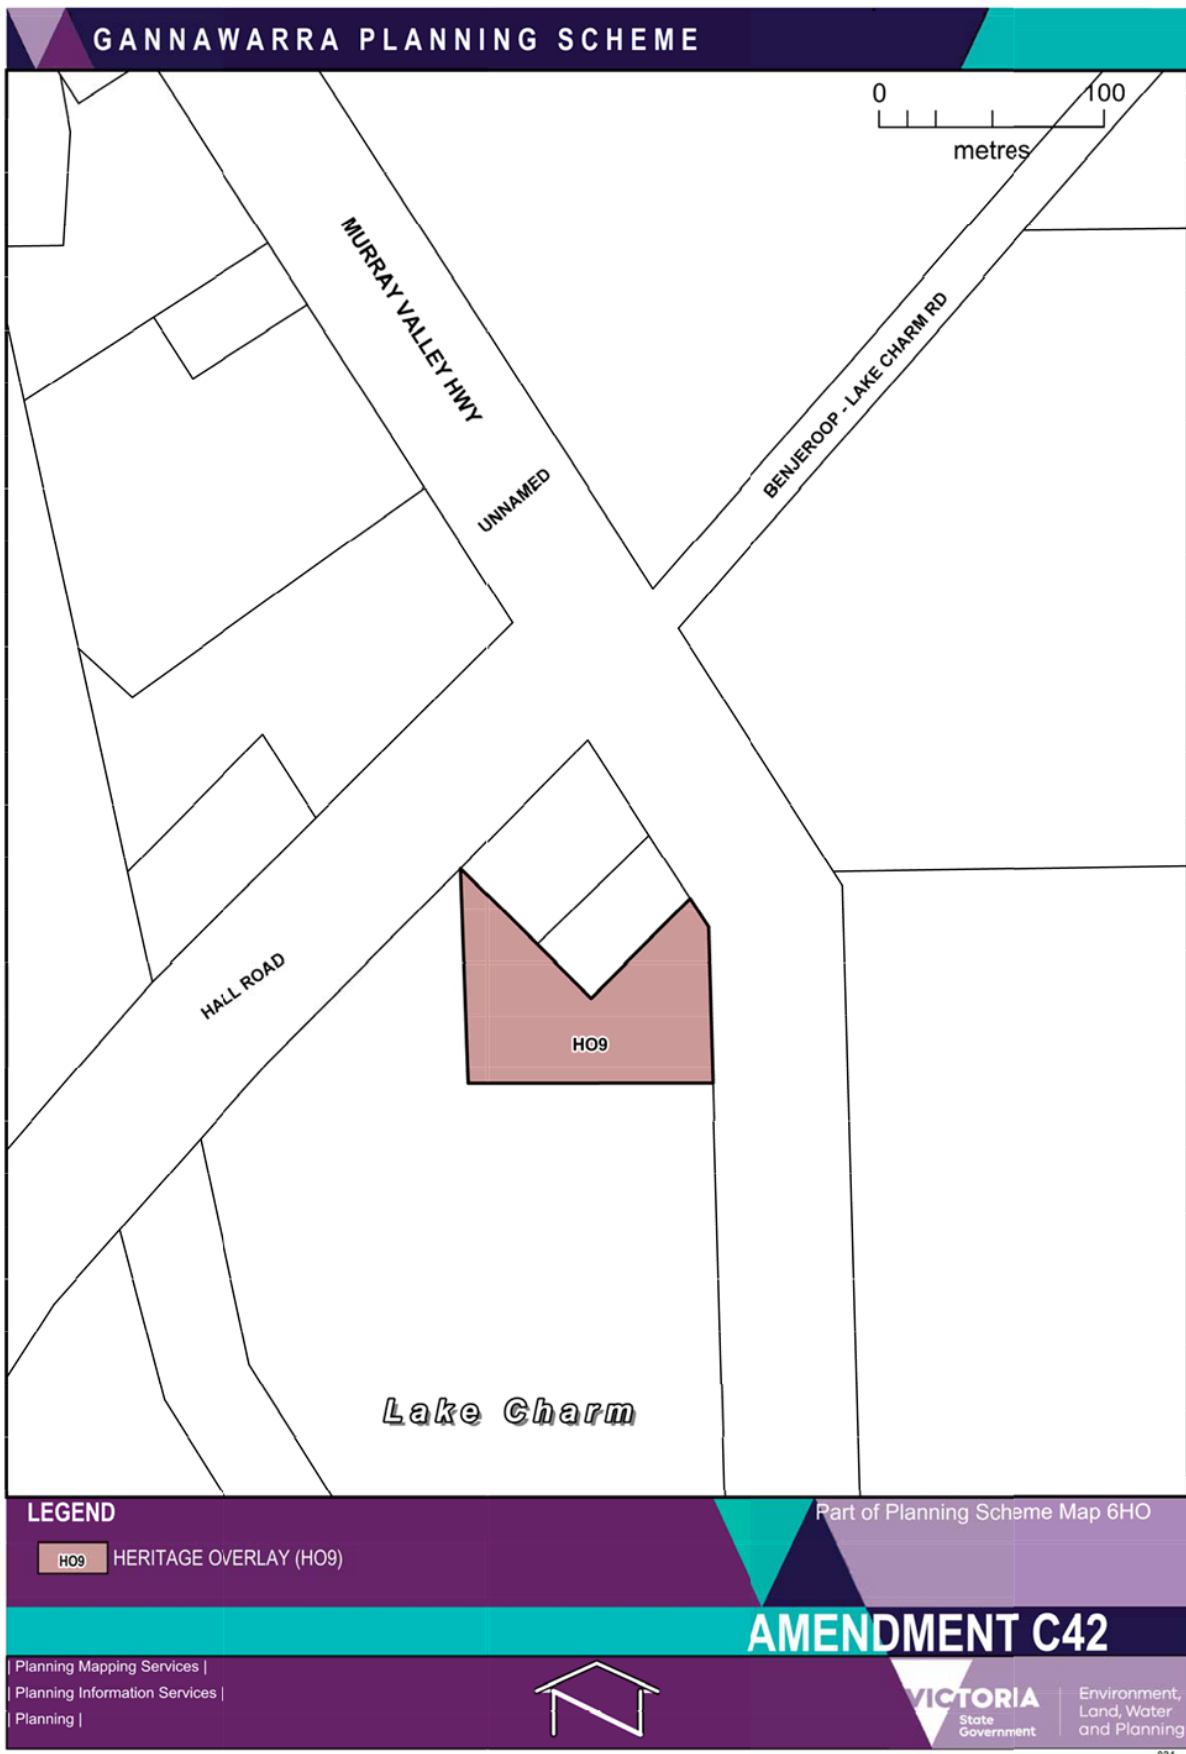 GANNAWARRA PLANNING SCHEME
0 100
metres
MURRAY VALLEY HWY
BENJEROOP - LAKE CHARM RD
UNNAMED
HALL ROAD
HO9
Lake Charm
LEGEND
Part of Planning Scheme Map 6HO
HO9 HERITAGE OVERLAY (HO9)
AMENDMENT C42
| Planning Mapping Services |
| Planning Information Services |
| Planning |
VICTORIA
State
Government
Environment,
Land, Water
and Planning